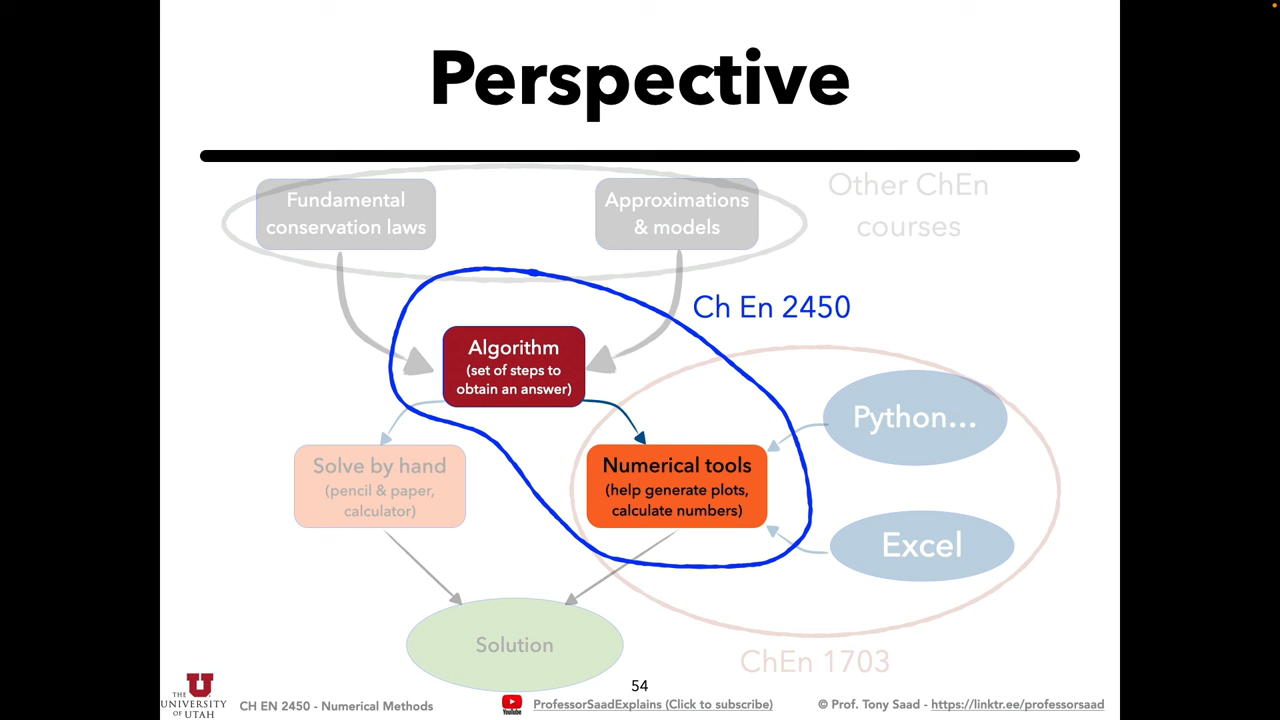 Perspective
Fundamental
conservation laws
Approximations
& models
Other ChEn
courses
Ch En 2450
Algorithm
(set of steps to
obtain an answer)
Python...
Solve by hand
(pencil & paper,
calculator)
Numerical tools
(help generate plots,
calculate numbers)
Excel
Solution
ChEn 1703
54
U
THE
UNIVERSITY
OF UTAH
CH EN 2450 - Numerical Methods
YouTube
ProfessorSaadExplains (Click to subscribe)
© Prof. Tony Saad - https://linktr.ee/professorsaad